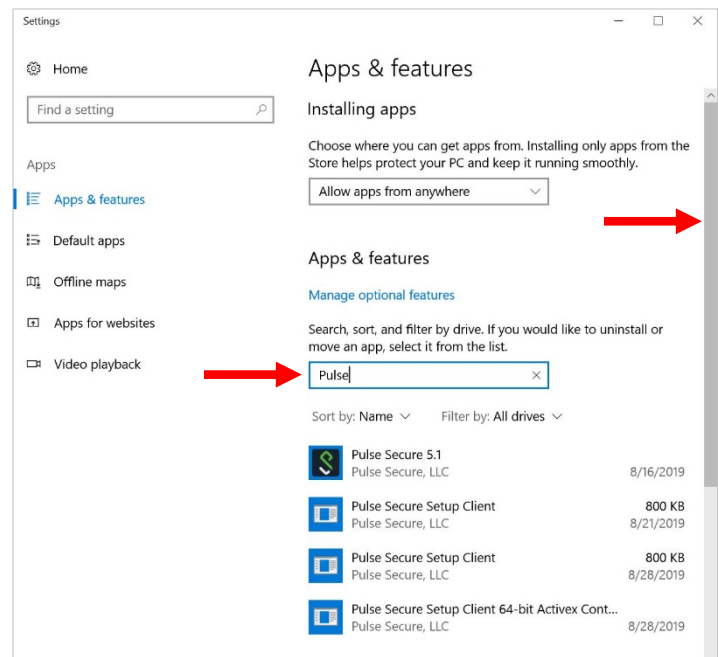 Settings
Home
Find a setting
Apps
Apps & features
Default apps
Offline maps
Apps for websites
Video playback
Apps & features
Installing apps
Choose where you can get apps from. Installing only apps from the
Store helps protect your PC and keep it running smoothly.
Allow apps from anywhere
Apps & features
Manage optional features
Search, sort, and filter by drive. If you would like to uninstall or
move an app, select it from the list.
Pulse
Sort by: Name Filter by: All drives
Pulse Secure 5.1
Pulse Secure, LLC 8/16/2019
Pulse Secure Setup Client 800 KB
Pulse Secure, LLC 8/21/2019
Pulse Secure Setup Client 800 KB
Pulse Secure, LLC 8/28/2019
Pulse Secure Setup Client 64-bit Activex Cont...
Pulse Secure, LLC 8/28/2019